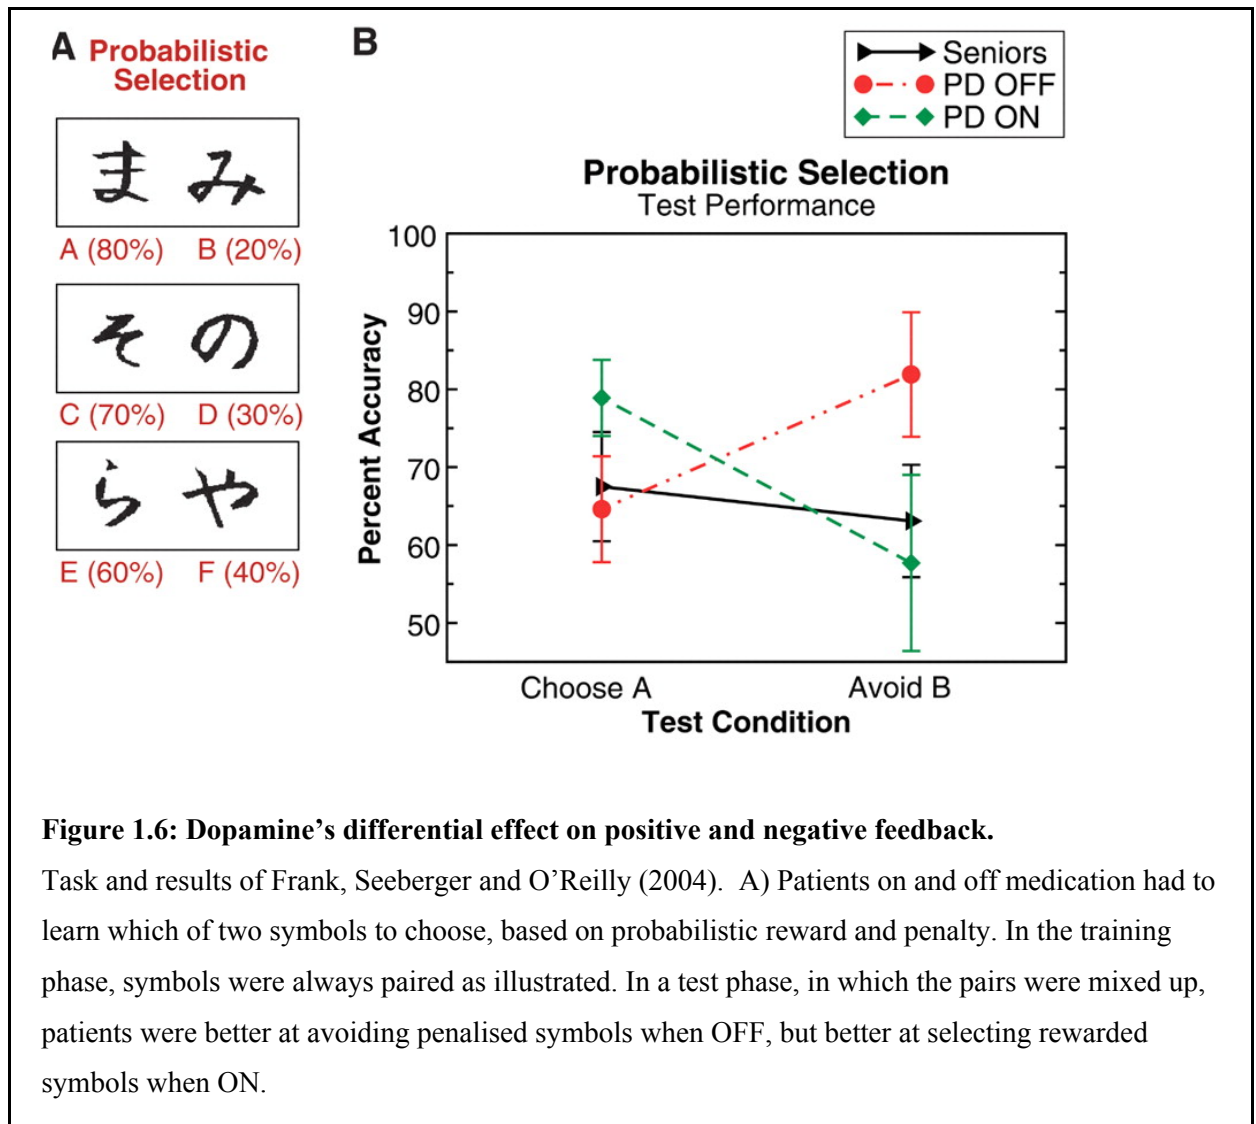 A Probabilistic
Selection
まみ
A (80%) B (20%)
その
C (70%) D (30%)
らや
E (60%) F (40%)
B
Seniors
PD OFF
PD ON
Probabilistic Selection
Test Performance
100
90
80
70
60
50
Percent Accuracy
Choose A Avoid B
Test Condition
Figure 1.6: Dopamine’s differential effect on positive and negative feedback.
Task and results of Frank, Seeberger and O’Reilly (2004). A) Patients on and off medication had to
learn which of two symbols to choose, based on probabilistic reward and penalty. In the training
phase, symbols were always paired as illustrated. In a test phase, in which the pairs were mixed up,
patients were better at avoiding penalised symbols when OFF, but better at selecting rewarded
symbols when ON.